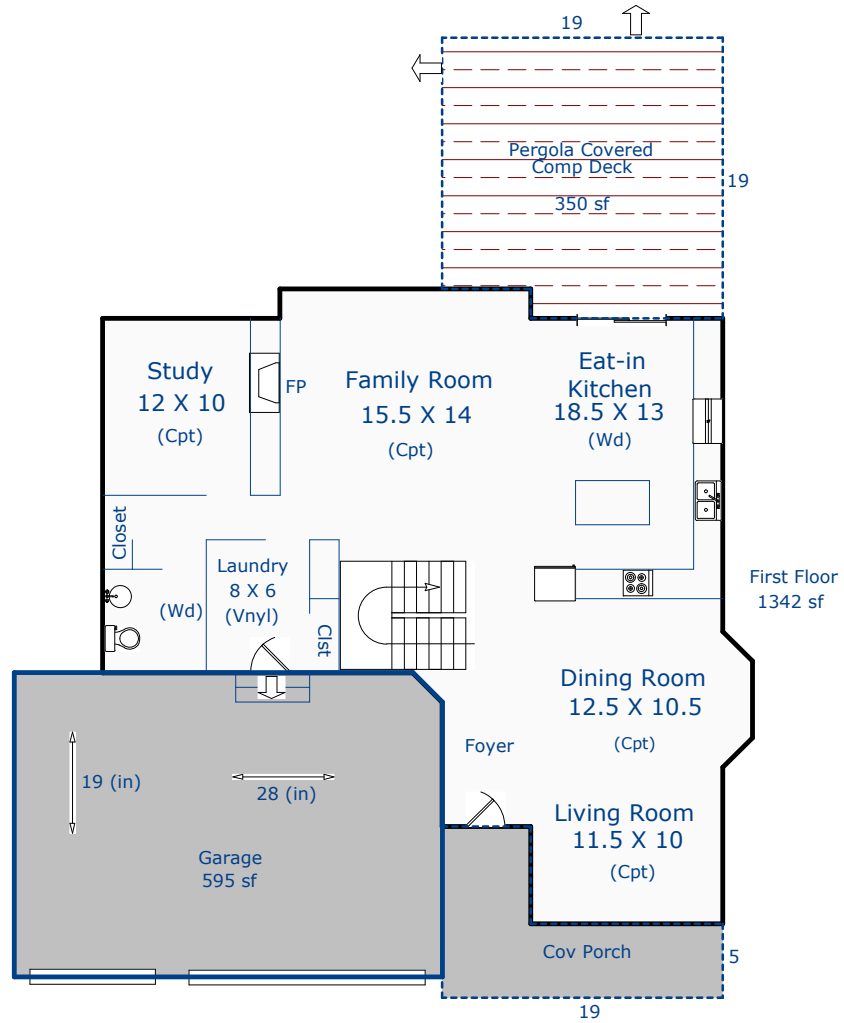 19
Pergola Covered
Comp Deck
350 sf
19
Study
12 X 10
(Cpt)
FP
Family Room
15.5 X 14
(Cpt)
Eat-in
Kitchen
18.5 X 13
(Wd)
Closet
Laundry
8 X 6
(Vnyl)
(Wd)
Clst
First Floor
1342 sf
Dining Room
12.5 X 10.5
(Cpt)
Foyer
19 (in)
28 (in)
Living Room
11.5 X 10
(Cpt)
Garage
595 sf
Cov Porch
5
19